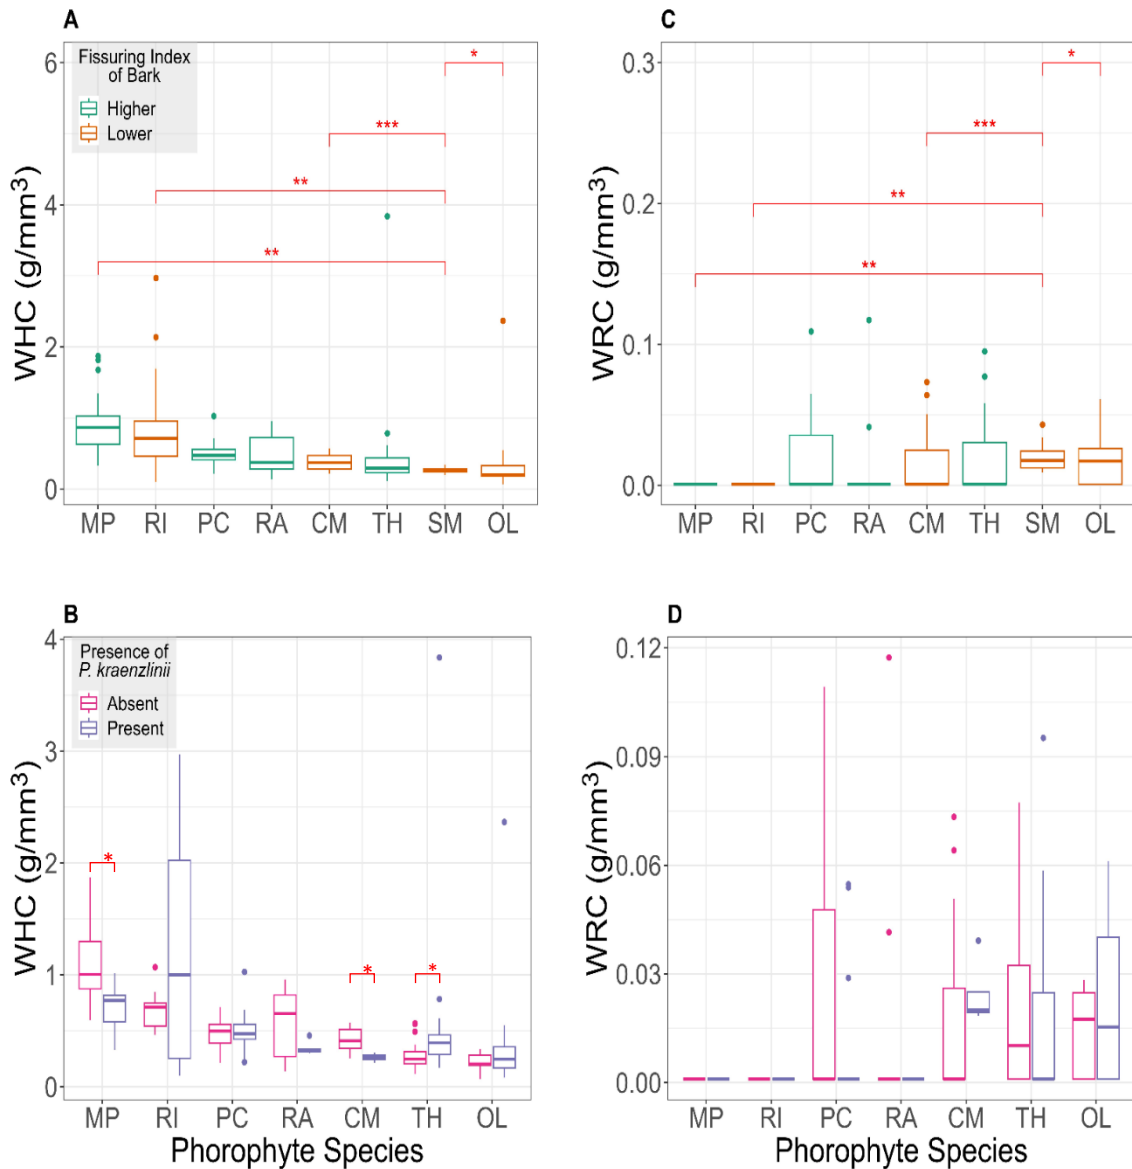 A
WHC (g/mm³)
6
4
2
0
Fissuring Index
of Bark
Higher
Lower
*
***
**
**
MP RI PC RA CM TH SM OL
C
WRC (g/mm³)
0.3
0.2
0.1
0.0
*
***
**
**
MP RI PC RA CM TH SM OL
B
WHC (g/mm³)
4
3
2
1
0
Presence of
P. kraenzlinii
Absent
Present
*
*
*
MP RI PC RA CM TH OL
Phorophyte Species
D
WRC (g/mm³)
0.12
0.09
0.06
0.03
0.00
MP RI PC RA CM TH OL
Phorophyte Species